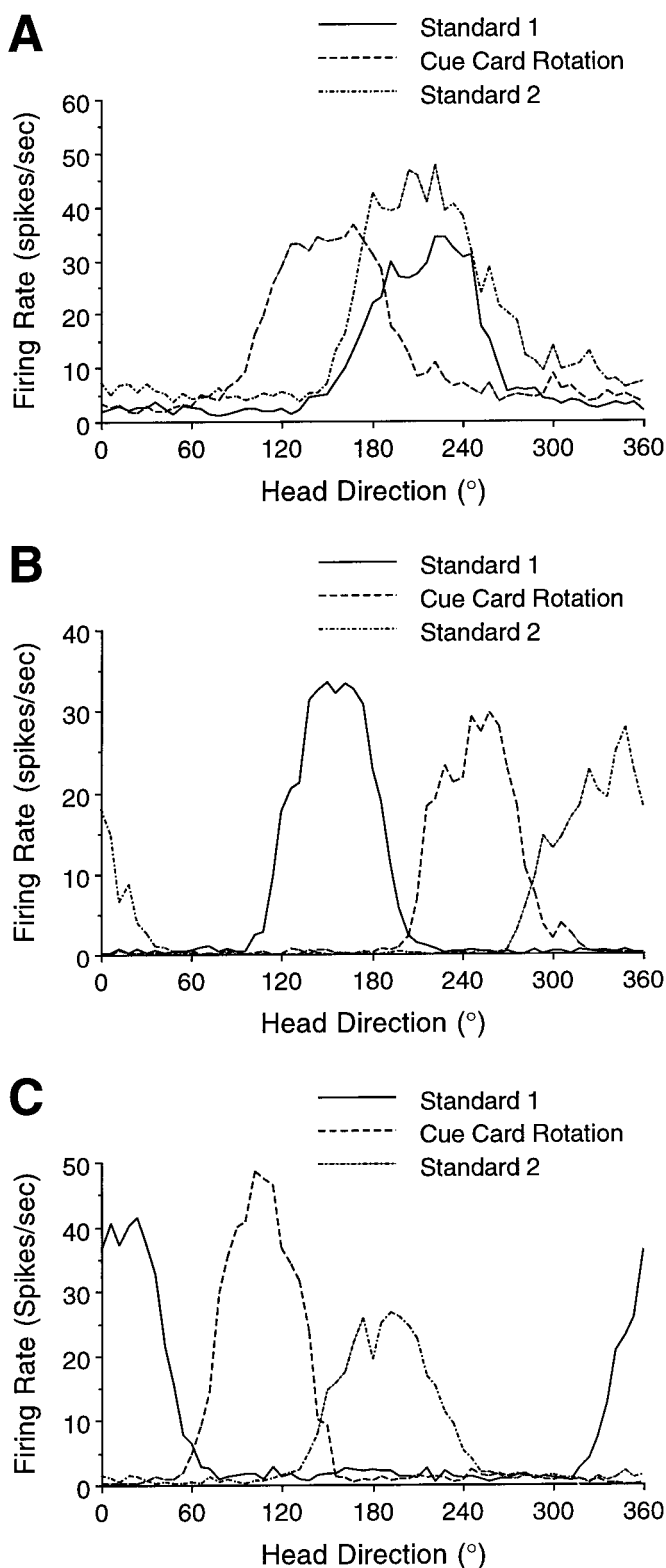 A
Standard 1
Cue Card Rotation
Standard 2
60
50
40
30
20
10
0
Firing Rate (spikes/sec)
0 60 120 180 240 300 360
Head Direction (°)
B
Standard 1
Cue Card Rotation
Standard 2
40
30
20
10
0
Firing Rate (spikes/sec)
0 60 120 180 240 300 360
Head Direction (°)
C
Standard 1
Cue Card Rotation
Standard 2
50
40
30
20
10
0
Firing Rate (Spikes/sec)
0 60 120 180 240 300 360
Head Direction (°)